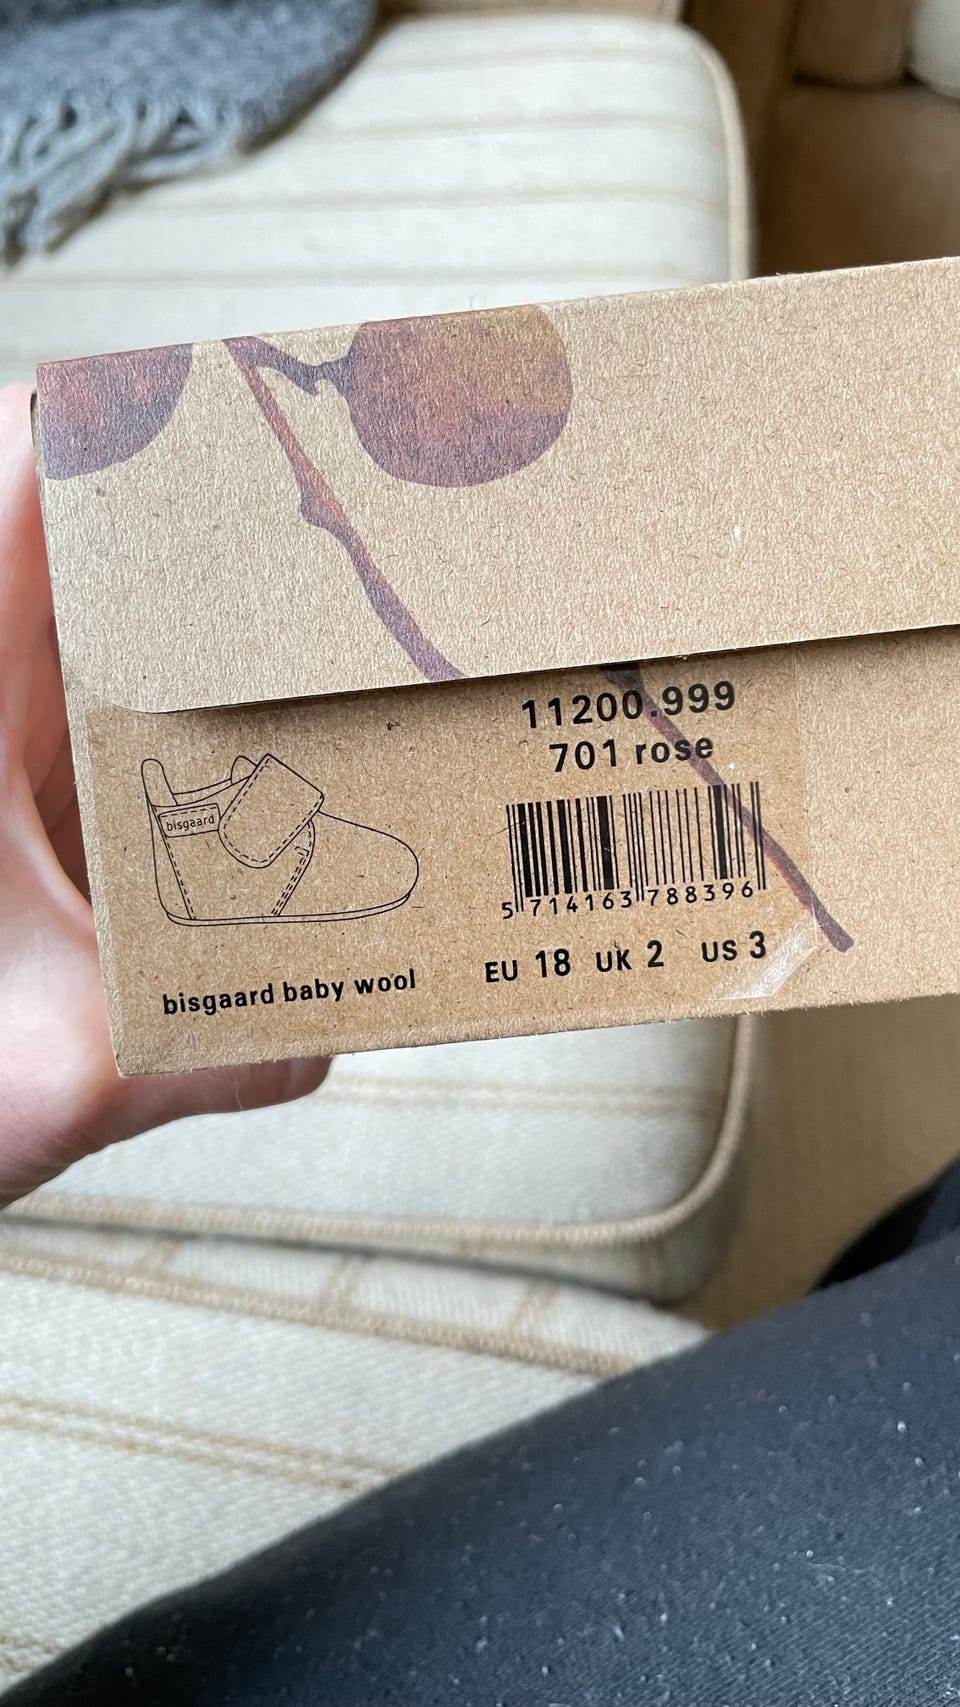 11200.999
701 rose
bisgaard
5 714163 788396
EU 18 UK 2 US 3
bisgaard baby wool